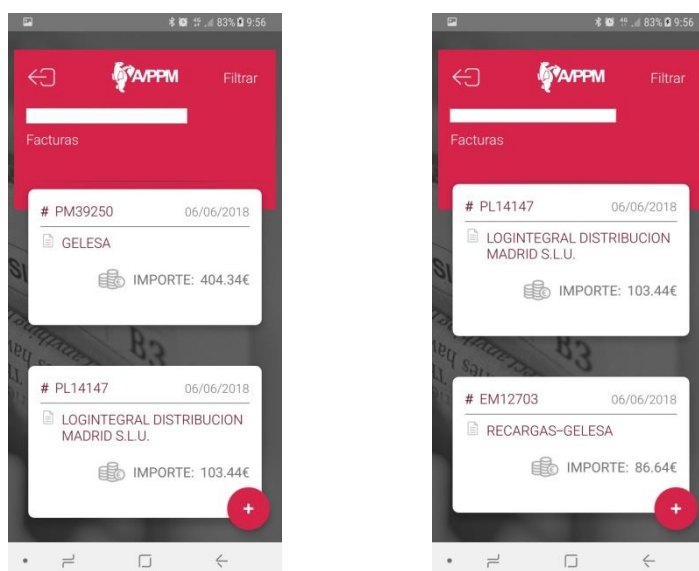 83% 9:56
A/PPM
Filtrar
Facturas
# PM39250 06/06/2018
GELESA
IMPORTE: 404.34€
# PL14147 06/06/2018
LOGINTEGRAL DISTRIBUCION
MADRID S.L.U.
IMPORTE: 103.44€
+
83% 9:56
A/PPM
Filtrar
Facturas
# PL14147 06/06/2018
LOGINTEGRAL DISTRIBUCION
MADRID S.L.U.
IMPORTE: 103.44€
# EM12703 06/06/2018
RECARGAS-GELESA
IMPORTE: 86.64€
+